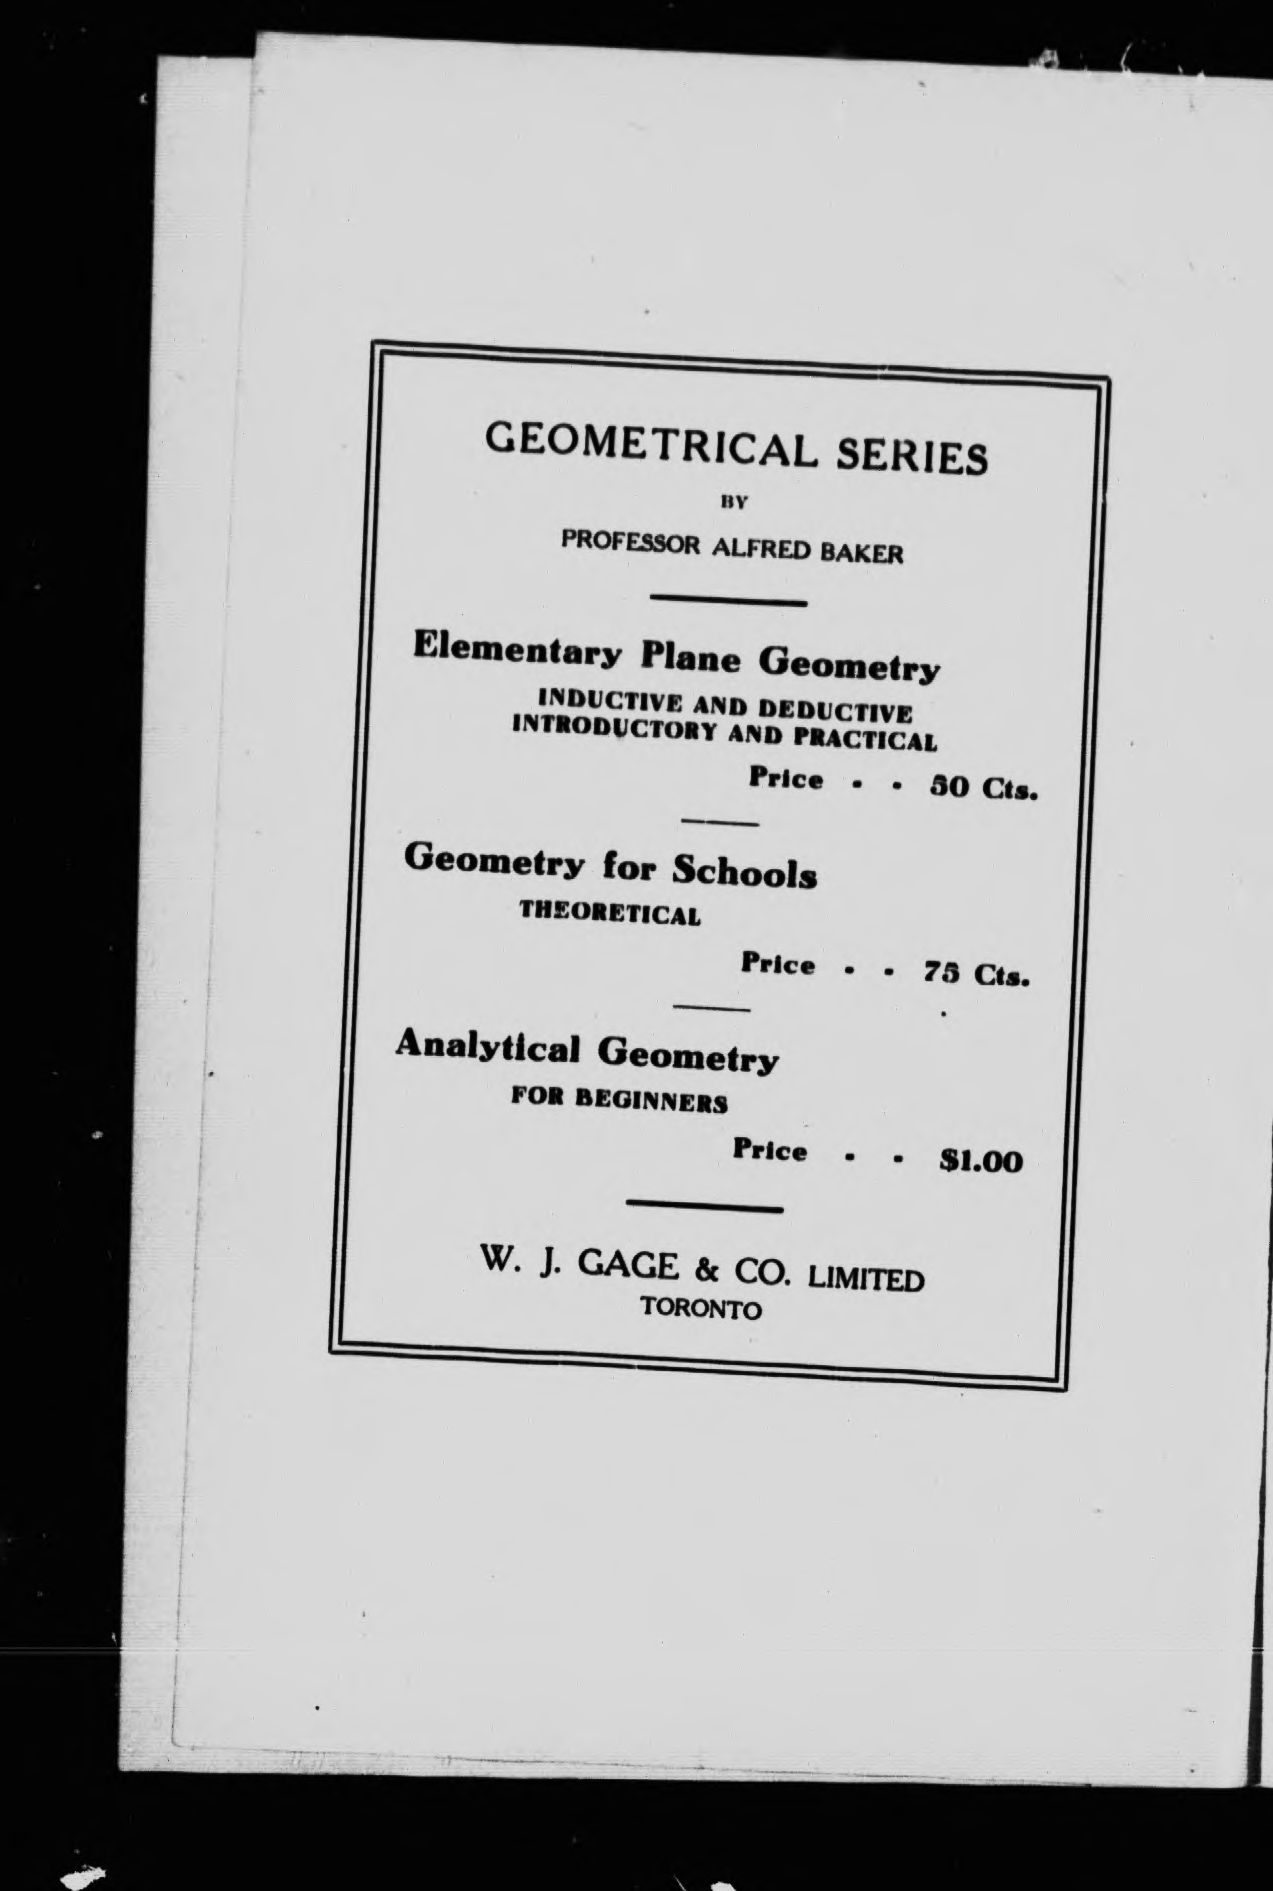 GEOMETRICAL SERIES
BY
PROFESSOR ALFRED BAKER
Elementary Plane Geometry
INDUCTIVE AND DEDUCTIVE
INTRODUCTORY AND PRACTICAL
Price - - 50 Cts.
Geometry for Schools
THEORETICAL
Price - - 75 Cts.
Analytical Geometry
FOR BEGINNERS
Price - - $1.00
W. J. GAGE & CO. LIMITED
TORONTO